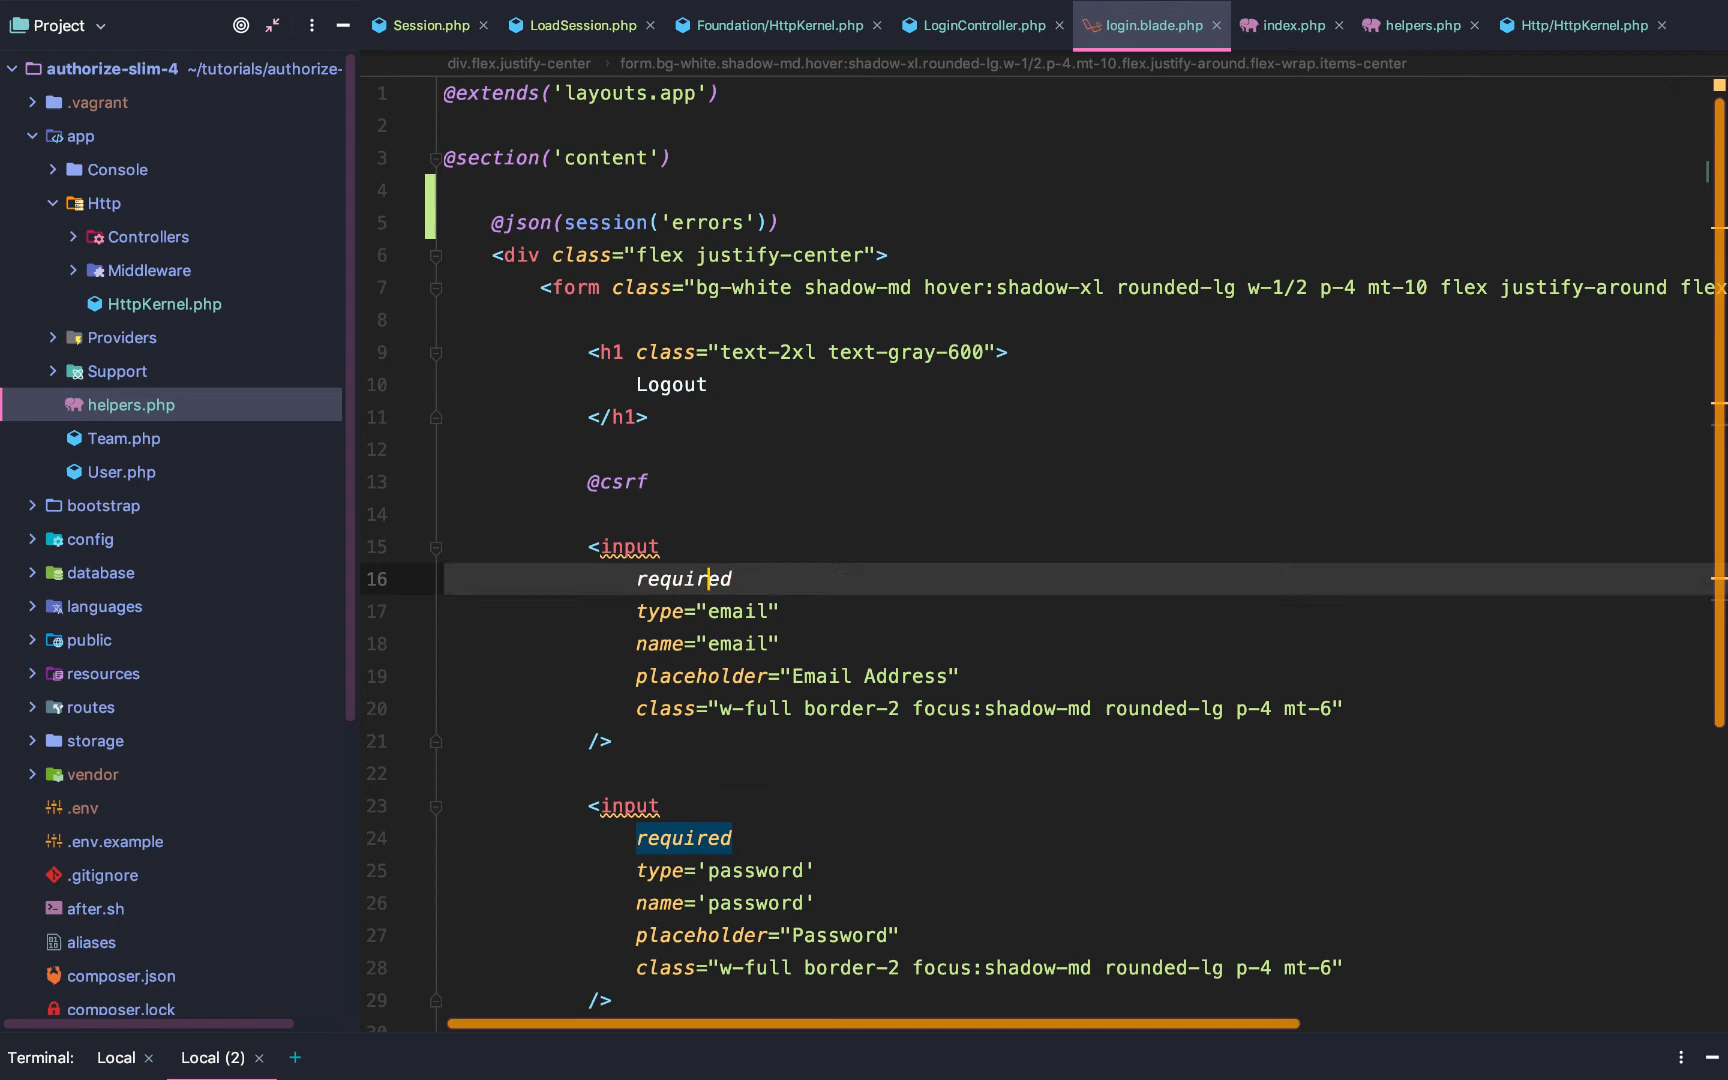 Project
Session.php
LoadSession.php
Foundation/HttpKernel.php
LoginController.php
login.blade.php
index.php
helpers.php
Http/HttpKernel.php
authorize-slim-4 ~/tutorials/authorize-
.vagrant
app
Console
Http
Controllers
Middleware
HttpKernel.php
Providers
Support
helpers.php
Team.php
User.php
bootstrap
config
database
languages
public
resources
routes
storage
vendor
.env
.env.example
.gitignore
after.sh
aliases
composer.json
composer.lock
div.flex.justify-center › form.bg-white.shadow-md.hover:shadow-xl.rounded-lg.w-1/2.p-4.mt-10.flex.justify-around.flex-wrap.items-center
1 @extends('layouts.app')
2
3 @section('content')
4
5 @json(session('errors'))
6 <div class="flex justify-center">
7 <form class="bg-white shadow-md hover:shadow-xl rounded-lg w-1/2 p-4 mt-10 flex justify-around flex
8
9 <h1 class="text-2xl text-gray-600">
10 Logout
11 </h1>
12
13 @csrf
14
15 <input
16 required
17 type="email"
18 name="email"
19 placeholder="Email Address"
20 class="w-full border-2 focus:shadow-md rounded-lg p-4 mt-6"
21 />
22
23 <input
24 required
25 type='password'
26 name='password'
27 placeholder="Password"
28 class="w-full border-2 focus:shadow-md rounded-lg p-4 mt-6"
29 />
30
Terminal: Local Local (2) +